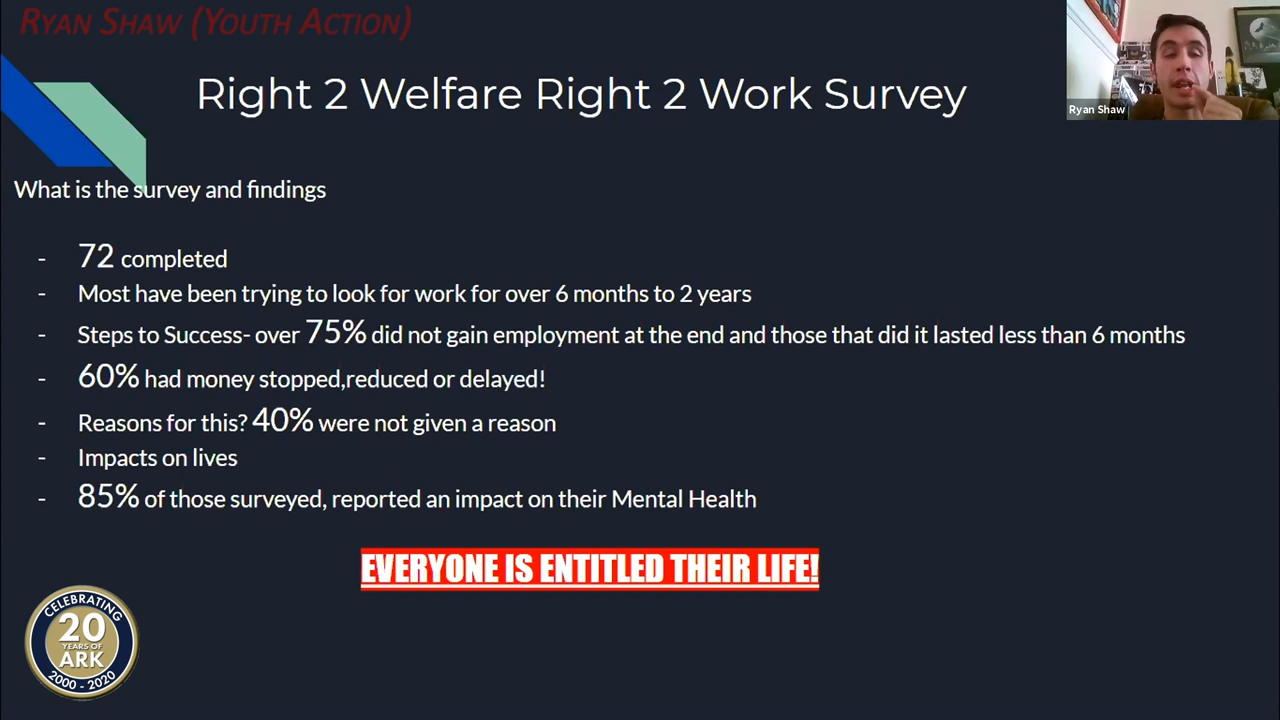 Ryan Shaw (Youth Action)
Right 2 Welfare Right 2 Work Survey
Ryan Shaw
What is the survey and findings
- 72 completed
- Most have been trying to look for work for over 6 months to 2 years
- Steps to Success- over 75% did not gain employment at the end and those that did it lasted less than 6 months
- 60% had money stopped,reduced or delayed!
- Reasons for this? 40% were not given a reason
- Impacts on lives
- 85% of those surveyed, reported an impact on their Mental Health
EVERYONE IS ENTITLED THEIR LIFE!
CELEBRATING
20
YEARS OF
ARK
2000 - 2020